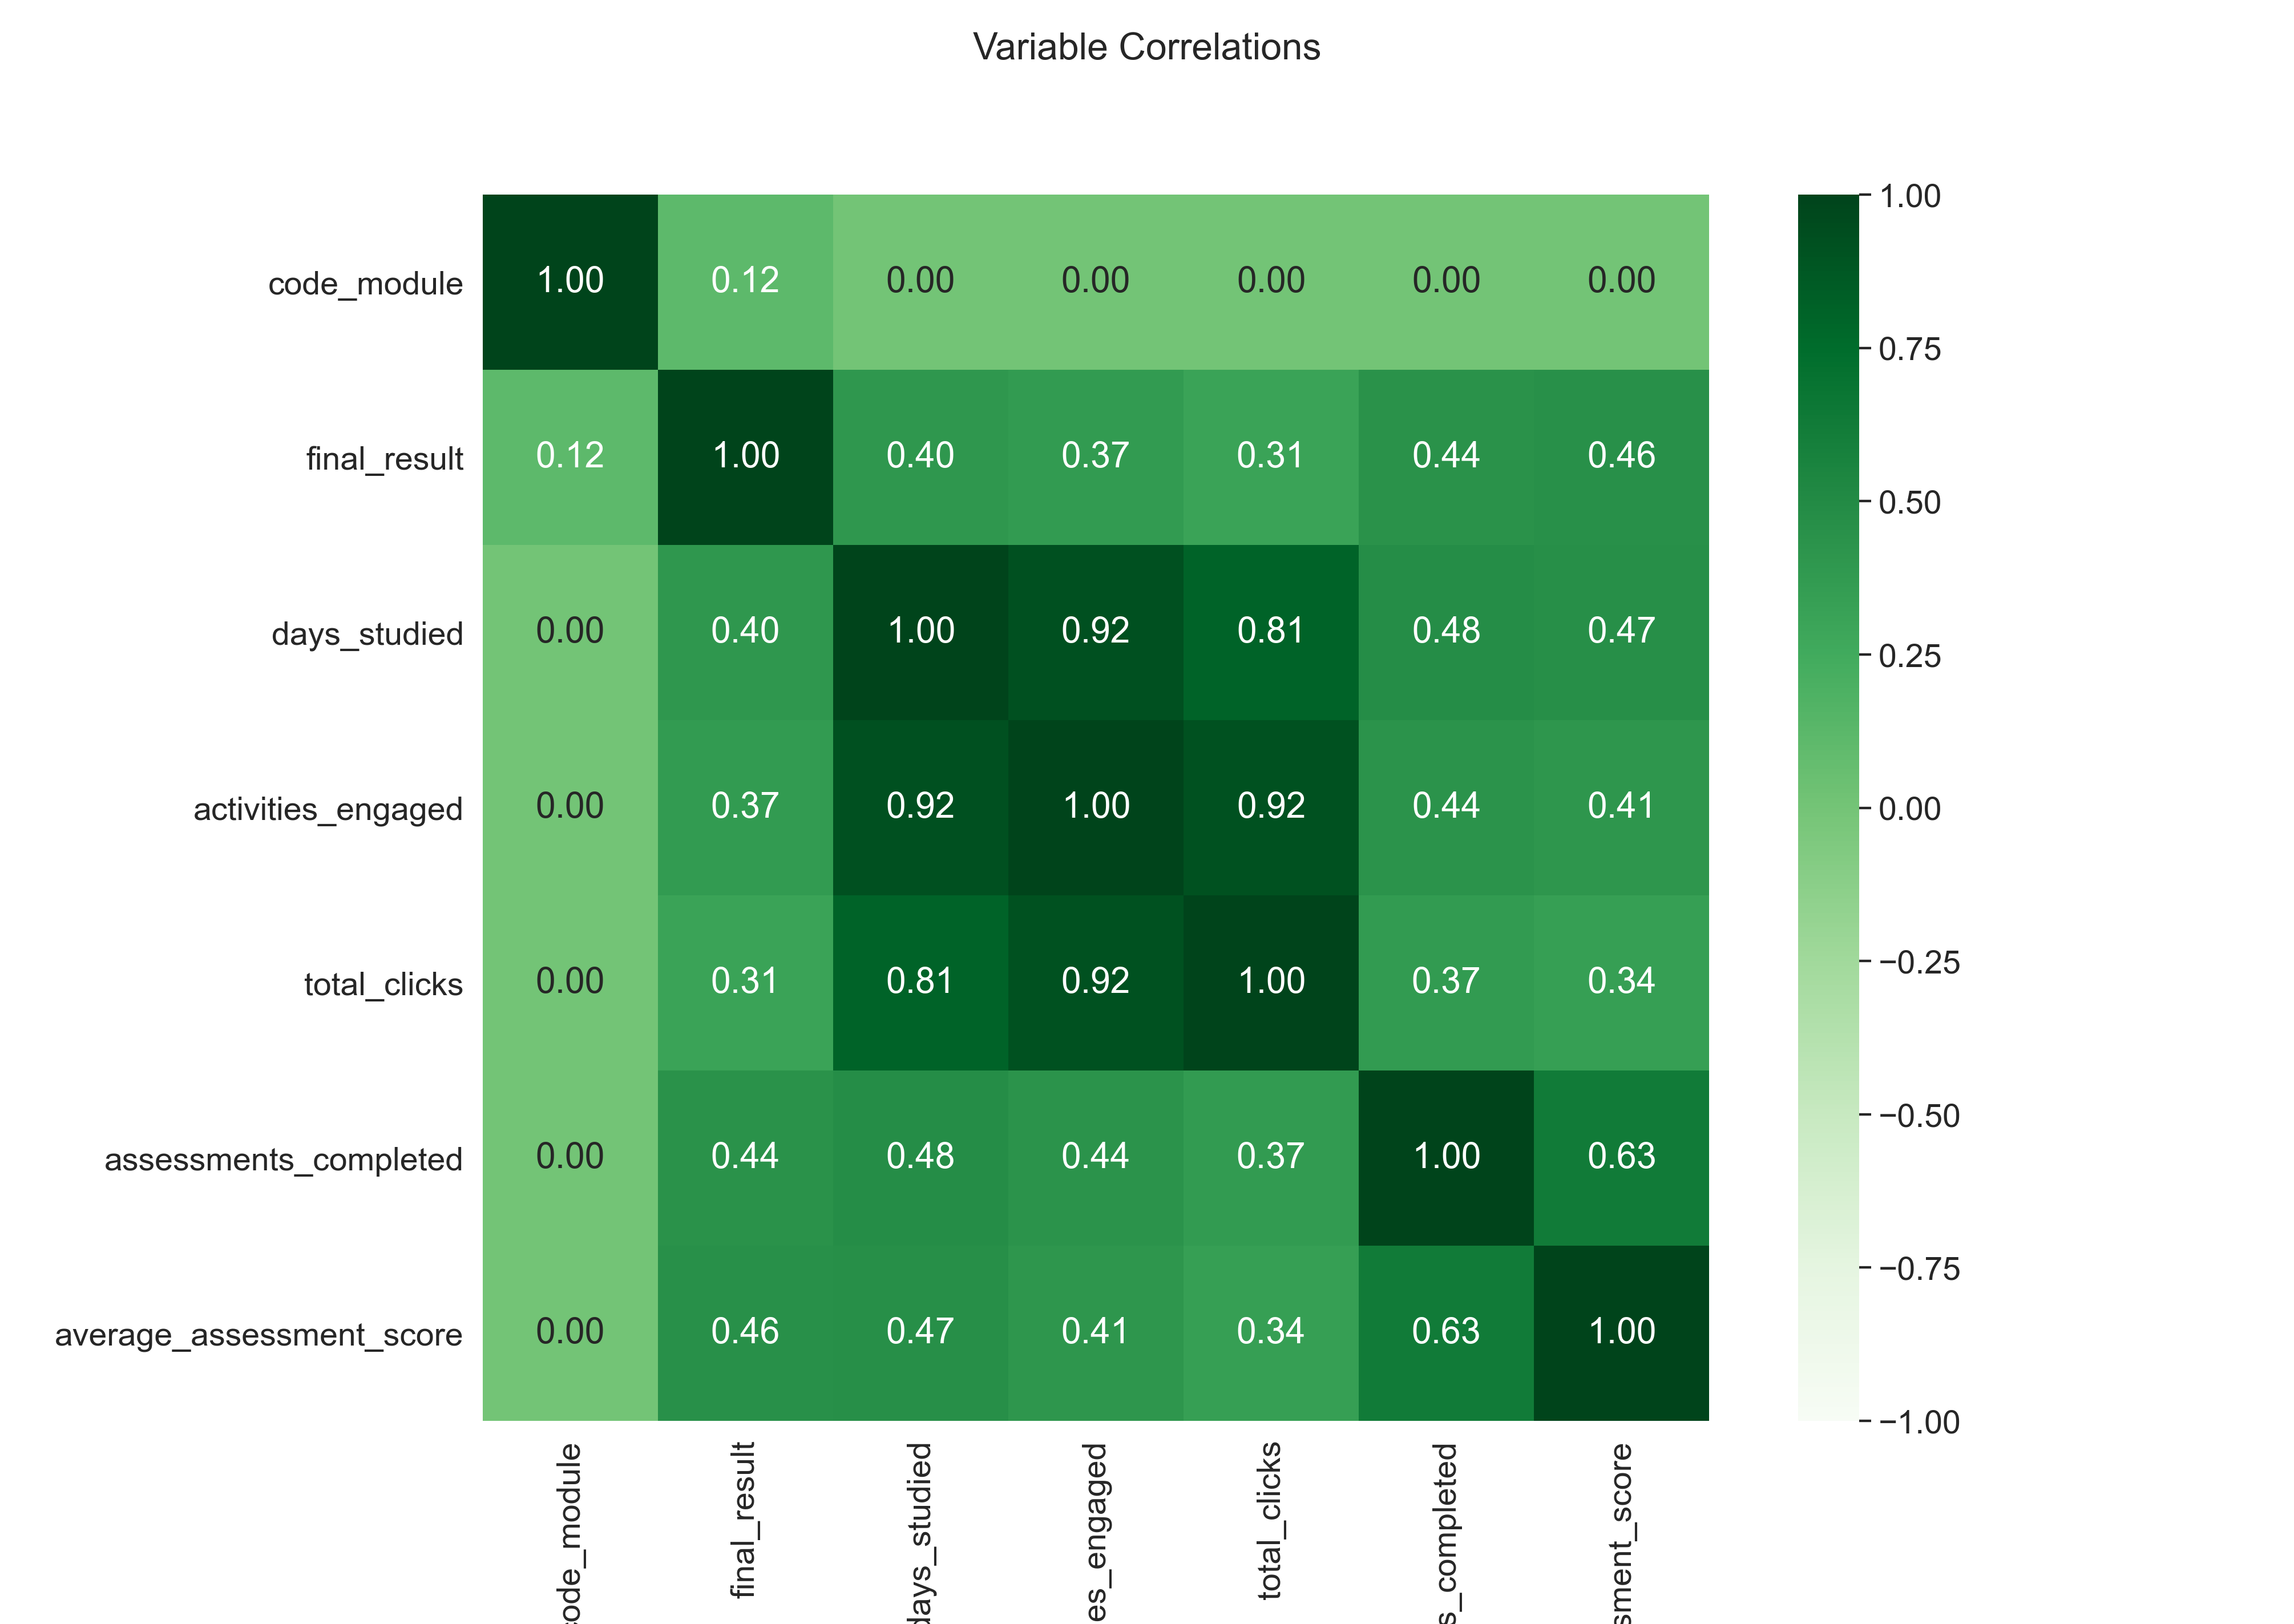 Variable Correlations
code_module 1.00 0.12 0.00 0.00 0.00 0.00 0.00
final_result 0.12 1.00 0.40 0.37 0.31 0.44 0.46
days_studied 0.00 0.40 1.00 0.92 0.81 0.48 0.47
activities_engaged 0.00 0.37 0.92 1.00 0.92 0.44 0.41
total_clicks 0.00 0.31 0.81 0.92 1.00 0.37 0.34
assessments_completed 0.00 0.44 0.48 0.44 0.37 1.00 0.63
average_assessment_score 0.00 0.46 0.47 0.41 0.34 0.63 1.00
code_module
final_result
days_studied
es_engaged
total_clicks
s_completed
sment_score
1.00
0.75
0.50
0.25
0.00
−0.25
−0.50
−0.75
−1.00